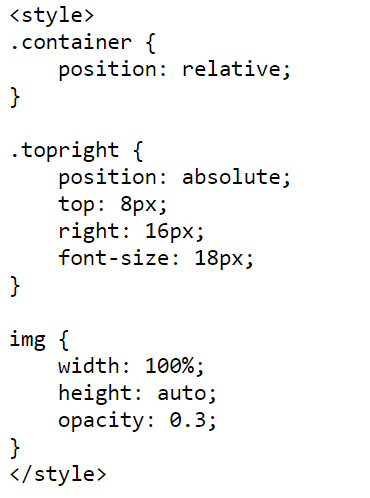 <style>
.container {
    position: relative;
}

.topright {
    position: absolute;
    top: 8px;
    right: 16px;
    font-size: 18px;
}

img {
    width: 100%;
    height: auto;
    opacity: 0.3;
}
</style>